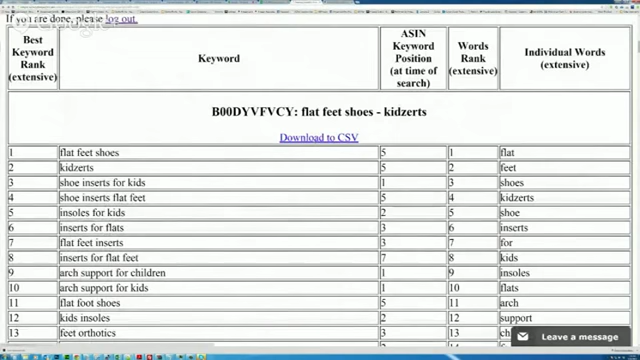 If you are done, please log out.
Best Keyword Rank (extensive) Keyword ASIN Keyword Position (at time of search) Words Rank (extensive) Individual Words (extensive)
B00DYVFVCY: flat feet shoes - kidzerts
Download to CSV
1 flat feet shoes 5 1 flat
2 kidzerts 5 2 feet
3 shoe inserts for kids 1 3 shoes
4 shoe inserts flat feet 5 4 kidzerts
5 insoles for kids 2 5 shoe
6 inserts for flats 3 6 inserts
7 flat feet inserts 3 7 for
8 inserts for flat feet 7 8 kids
9 arch support for children 1 9 insoles
10 arch support for kids 1 10 flats
11 flat foot shoes 5 11 arch
12 kids insoles 2 12 support
13 feet orthotics 3 13
Leave a message